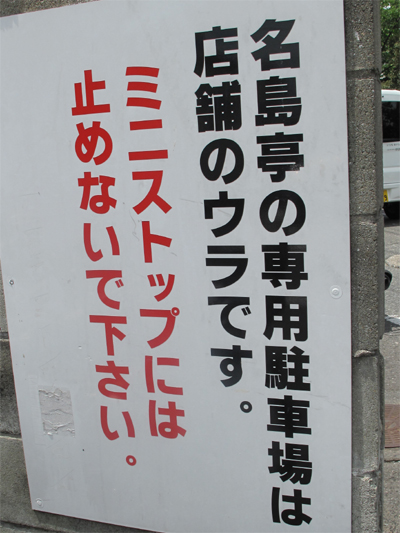 名島亭の専用駐車場は
店舗のウラです。
ミニストップには
止めないで下さい。